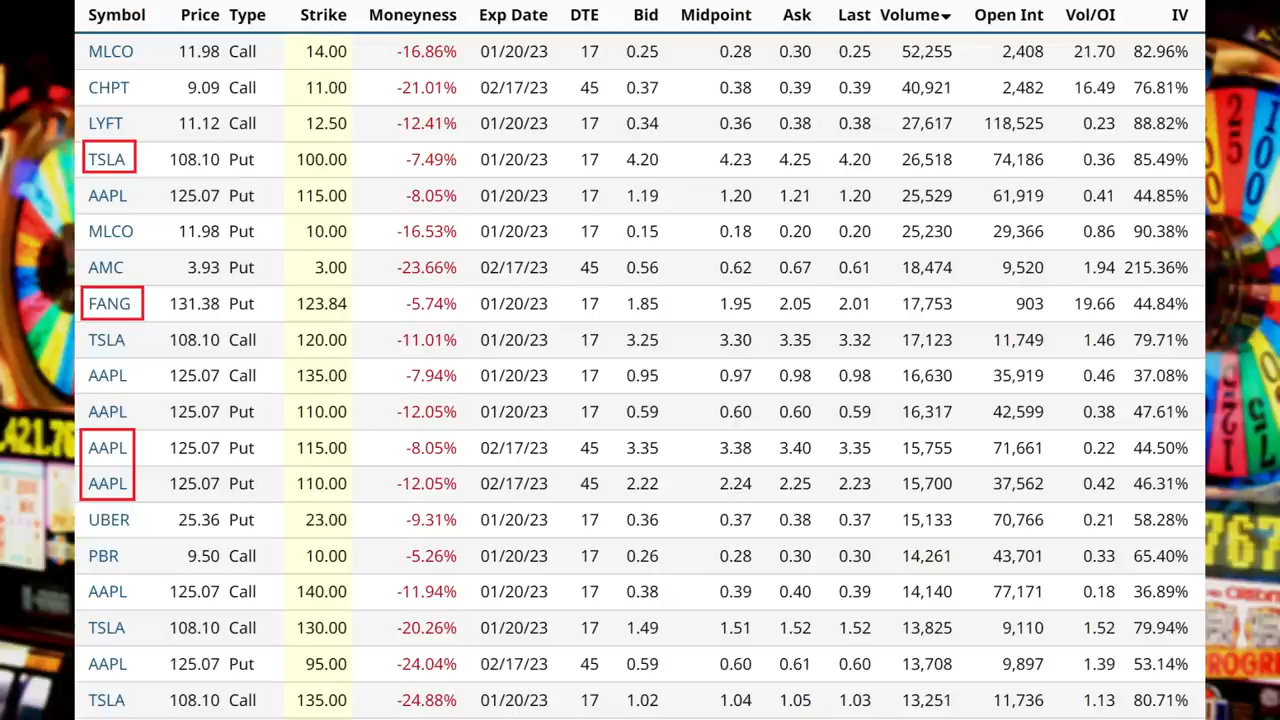 Symbol Price Type Strike Moneyness Exp Date DTE Bid Midpoint Ask Last Volume Open Int Vol/OI IV
MLCO 11.98 Call 14.00 -16.86% 01/20/23 17 0.25 0.28 0.30 0.25 52,255 2,408 21.70 82.96%
CHPT 9.09 Call 11.00 -21.01% 02/17/23 45 0.37 0.38 0.39 0.39 40,921 2,482 16.49 76.81%
LYFT 11.12 Call 12.50 -12.41% 01/20/23 17 0.34 0.36 0.38 0.38 27,617 118,525 0.23 88.82%
TSLA 108.10 Put 100.00 -7.49% 01/20/23 17 4.20 4.23 4.25 4.20 26,518 74,186 0.36 85.49%
AAPL 125.07 Put 115.00 -8.05% 01/20/23 17 1.19 1.20 1.21 1.20 25,529 61,919 0.41 44.85%
MLCO 11.98 Put 10.00 -16.53% 01/20/23 17 0.15 0.18 0.20 0.20 25,230 29,366 0.86 90.38%
AMC 3.93 Put 3.00 -23.66% 02/17/23 45 0.56 0.62 0.67 0.61 18,474 9,520 1.94 215.36%
FANG 131.38 Put 123.84 -5.74% 01/20/23 17 1.85 1.95 2.05 2.01 17,753 903 19.66 44.84%
TSLA 108.10 Call 120.00 -11.01% 01/20/23 17 3.25 3.30 3.35 3.32 17,123 11,749 1.46 79.71%
AAPL 125.07 Call 135.00 -7.94% 01/20/23 17 0.95 0.97 0.98 0.98 16,630 35,919 0.46 37.08%
AAPL 125.07 Put 110.00 -12.05% 01/20/23 17 0.59 0.60 0.60 0.59 16,317 42,599 0.38 47.61%
AAPL 125.07 Put 115.00 -8.05% 02/17/23 45 3.35 3.38 3.40 3.35 15,755 71,661 0.22 44.50%
AAPL 125.07 Put 110.00 -12.05% 02/17/23 45 2.22 2.24 2.25 2.23 15,700 37,562 0.42 46.31%
UBER 25.36 Put 23.00 -9.31% 01/20/23 17 0.36 0.37 0.38 0.37 15,133 70,766 0.21 58.28%
PBR 9.50 Call 10.00 -5.26% 01/20/23 17 0.26 0.28 0.30 0.30 14,261 43,701 0.33 65.40%
AAPL 125.07 Call 140.00 -11.94% 01/20/23 17 0.38 0.39 0.40 0.39 14,140 77,171 0.18 36.89%
TSLA 108.10 Call 130.00 -20.26% 01/20/23 17 1.49 1.51 1.52 1.52 13,825 9,110 1.52 79.94%
AAPL 125.07 Put 95.00 -24.04% 02/17/23 45 0.59 0.60 0.61 0.60 13,708 9,897 1.39 53.14%
TSLA 108.10 Call 135.00 -24.88% 01/20/23 17 1.02 1.04 1.05 1.03 13,251 11,736 1.13 80.71%